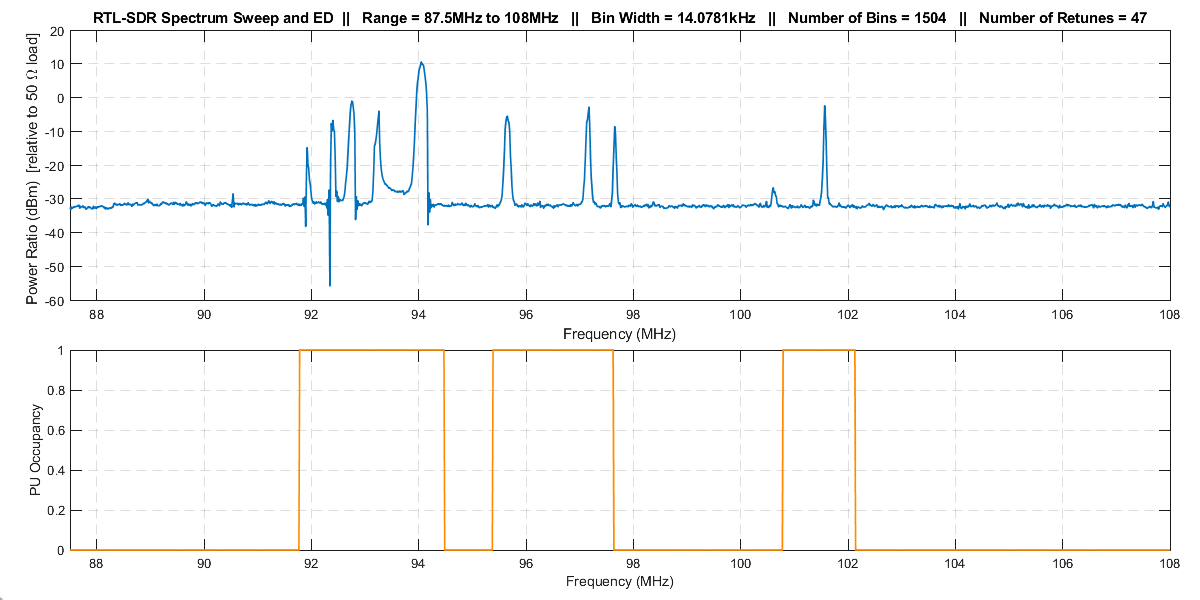 RTL-SDR Spectrum Sweep and ED || Range = 87.5MHz to 108MHz || Bin Width = 14.0781kHz || Number of Bins = 1504 || Number of Retunes = 47
Power Ratio (dBm) [relative to 50 Ω load]
20
10
0
-10
-20
-30
-40
-50
-60
88 90 92 94 96 98 100 102 104 106 108
Frequency (MHz)
PU Occupancy
1
0.8
0.6
0.4
0.2
0
88 90 92 94 96 98 100 102 104 106 108
Frequency (MHz)